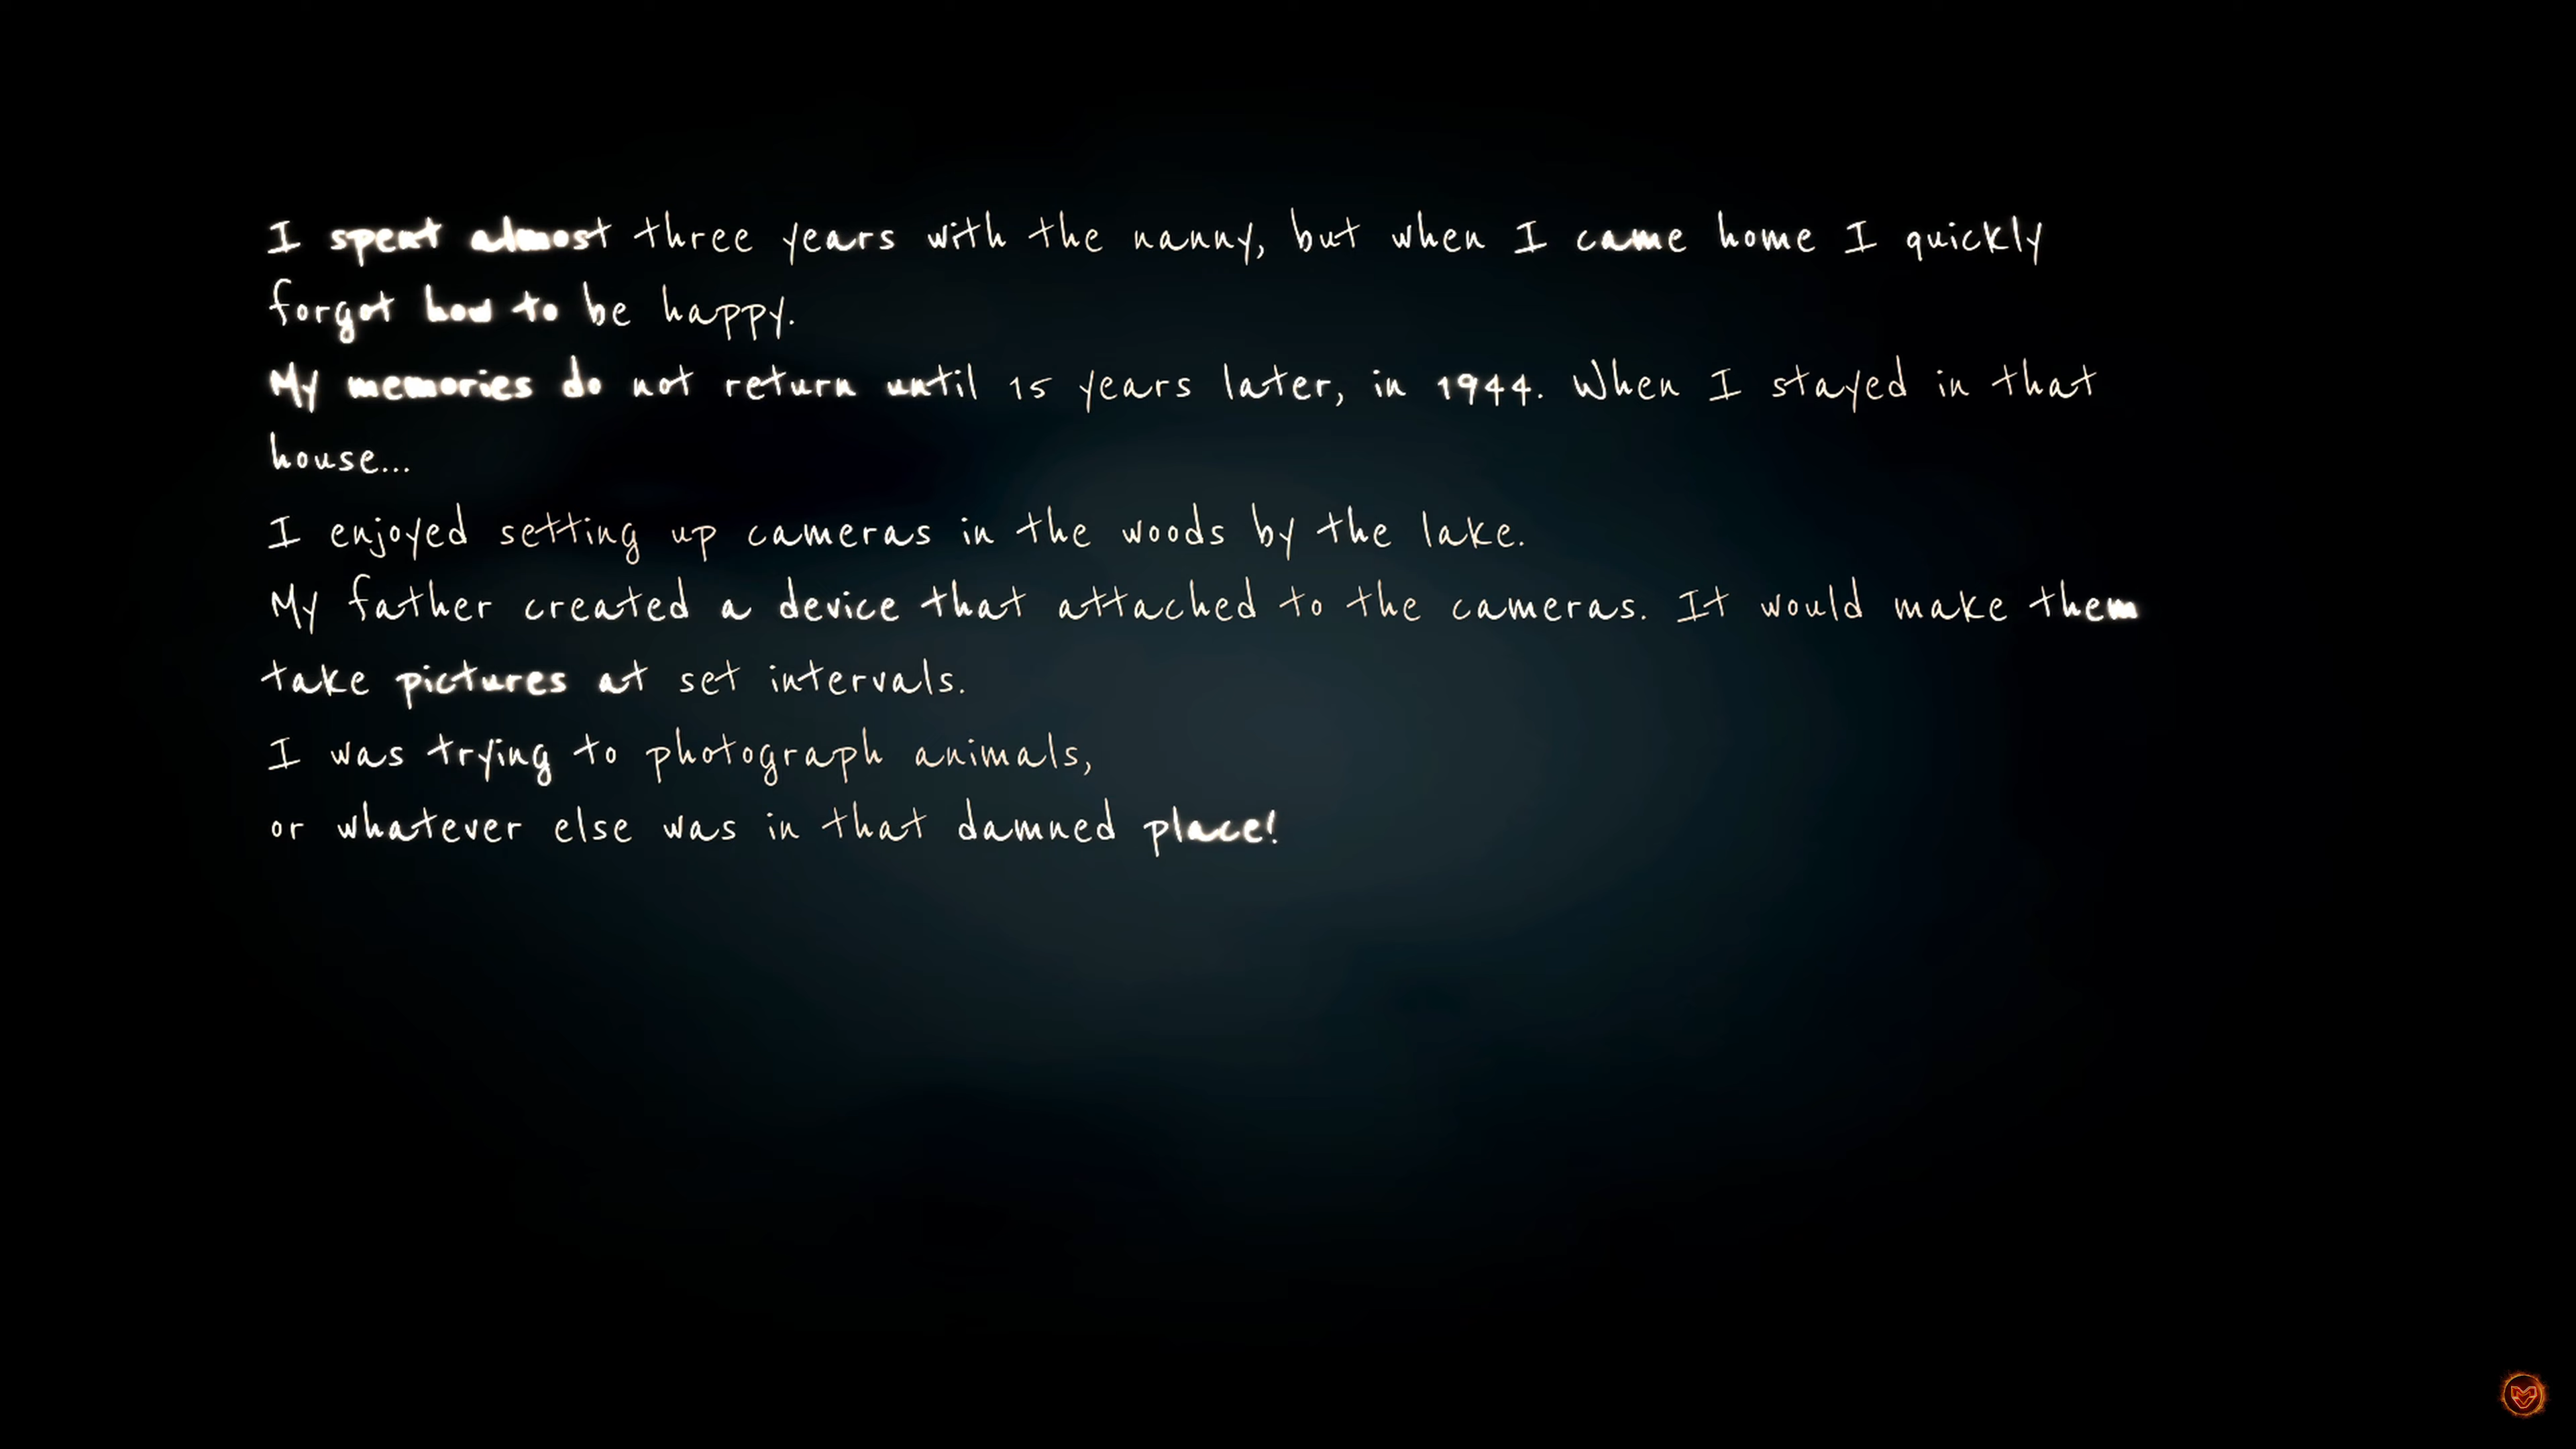 I spent almost three years with the nanny, but when I came home I quickly
forgot how to be happy.
My memories do not return until 15 years later, in 1944. When I stayed in that
house...
I enjoyed setting up cameras in the woods by the lake.
My father created a device that attached to the cameras. It would make them
take pictures at set intervals.
I was trying to photograph animals,
or whatever else was in that damned place!